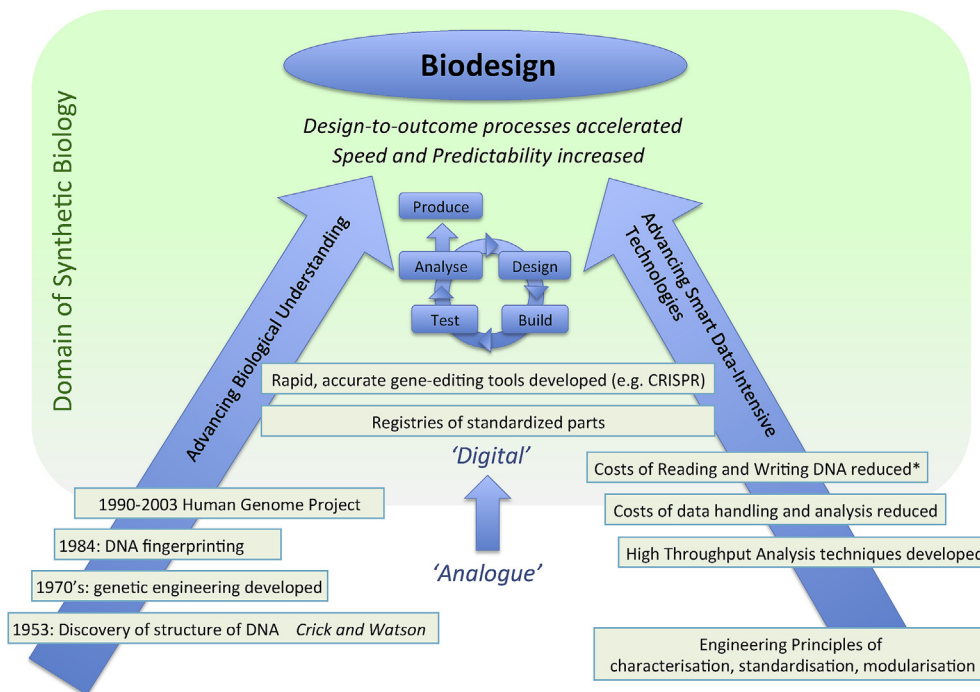 Biodesign
Design-to-outcome processes accelerated
Speed and Predictability increased
Domain of Synthetic Biology
Advancing Biological Understanding
Advancing Smart Data-Intensive
Technologies
Produce
Analyse
Design
Test
Build
Rapid, accurate gene-editing tools developed (e.g. CRISPR)
Registries of standardized parts
‘Digital’
‘Analogue’
1990-2003 Human Genome Project
1984: DNA fingerprinting
1970’s: genetic engineering developed
1953: Discovery of structure of DNA Crick and Watson
Costs of Reading and Writing DNA reduced*
Costs of data handling and analysis reduced
High Throughput Analysis techniques developed
Engineering Principles of
characterisation, standardisation, modularisation